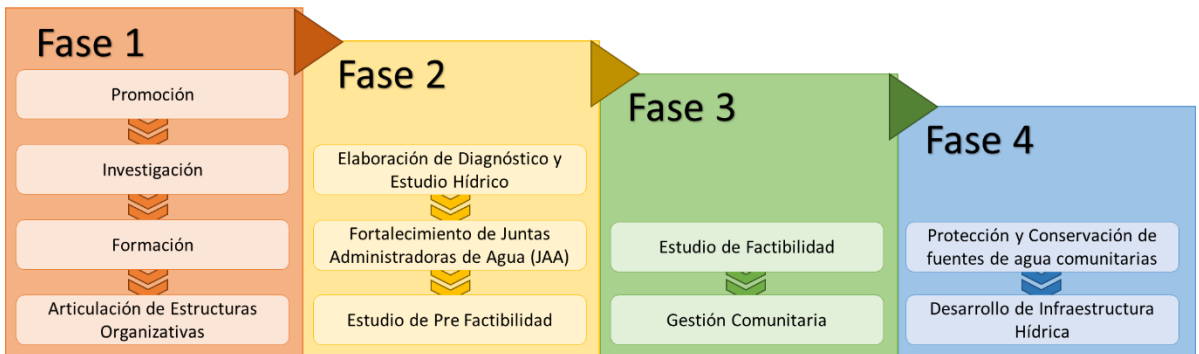 Fase 1
Promoción
Investigación
Formación
Articulación de Estructuras
Organizativas
Fase 2
Elaboración de Diagnóstico y
Estudio Hídrico
Fortalecimiento de Juntas
Administradoras de Agua (JAA)
Estudio de Pre Factibilidad
Fase 3
Estudio de Factibilidad
Gestión Comunitaria
Fase 4
Protección y Conservación de
fuentes de agua comunitarias
Desarrollo de Infraestructura
Hídrica